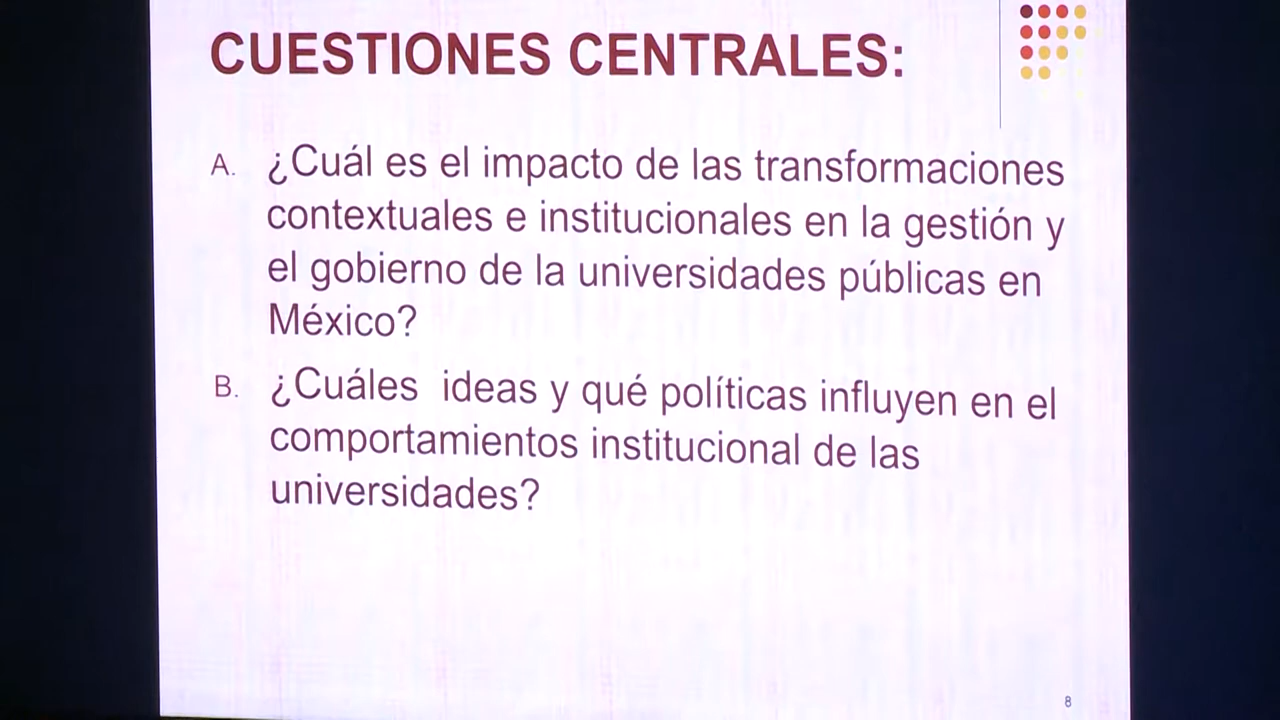 CUESTIONES CENTRALES:
A. ¿Cuál es el impacto de las transformaciones
contextuales e institucionales en la gestión y
el gobierno de la universidades públicas en
México?
B. ¿Cuáles ideas y qué políticas influyen en el
comportamientos institucional de las
universidades?
8